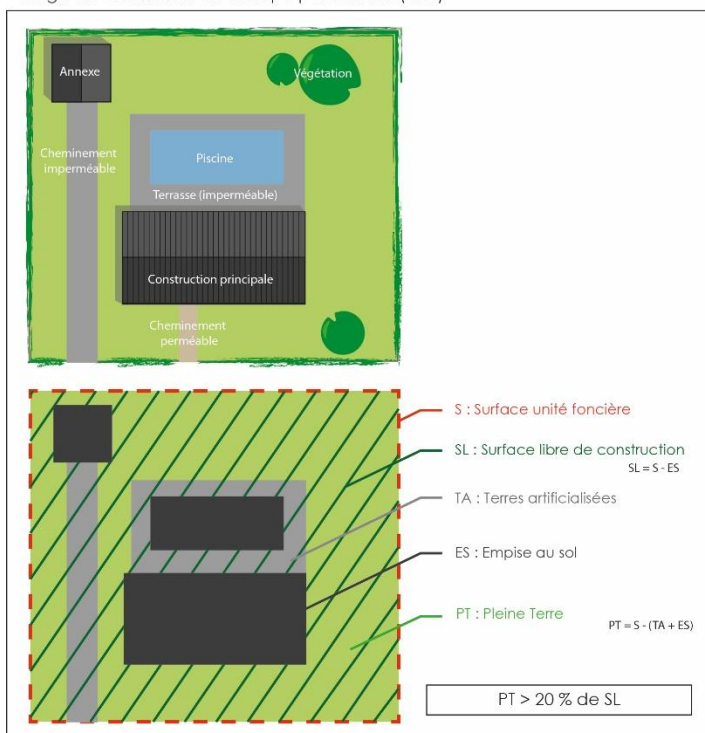 Annexe
Végétation
Cheminement
imperméable
Piscine
Terrasse (imperméable)
Construction principale
Cheminement
perméable
S : Surface unité foncière
SL : Surface libre de construction
SL = S - ES
TA : Terres artificialisées
ES : Empise au sol
PT : Pleine Terre
PT = S - (TA + ES)
PT > 20 % de SL